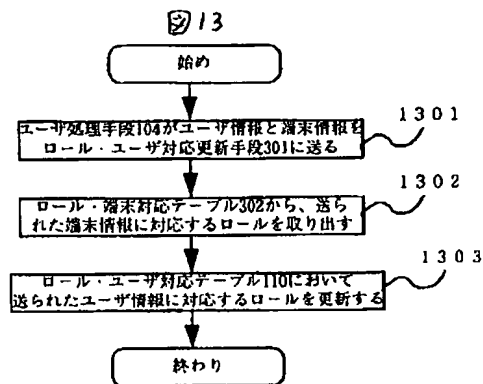 図13
始め
ユーザ処理手段104がユーザ情報と端末情報を
ロール・ユーザ対応更新手段301に送る
1301
ロール・端末対応テーブル302から、送ら
れた端末情報に対応するロールを取り出す
1302
ロール・ユーザ対応テーブル110において
送られたユーザ情報に対応するロールを更新する
1303
終わり